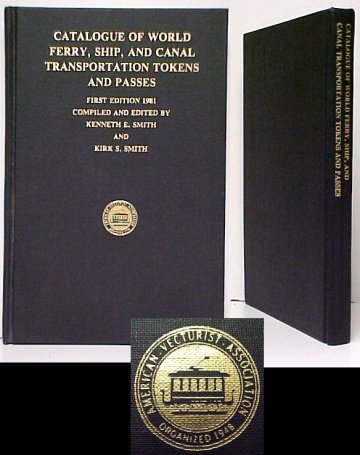 CATALOGUE OF WORLD
FERRY, SHIP, AND CANAL
TRANSPORTATION TOKENS
AND PASSES
FIRST EDITION 1981
COMPILED AND EDITED BY
KENNETH E. SMITH
AND
KIRK S. SMITH
CATALOGUE OF WORLD FERRY, SHIP, AND
CANAL TRANSPORTATION TOKENS AND PASSES
AMERICAN VECTURIST ASSOCIATION
ORGANIZED 1948